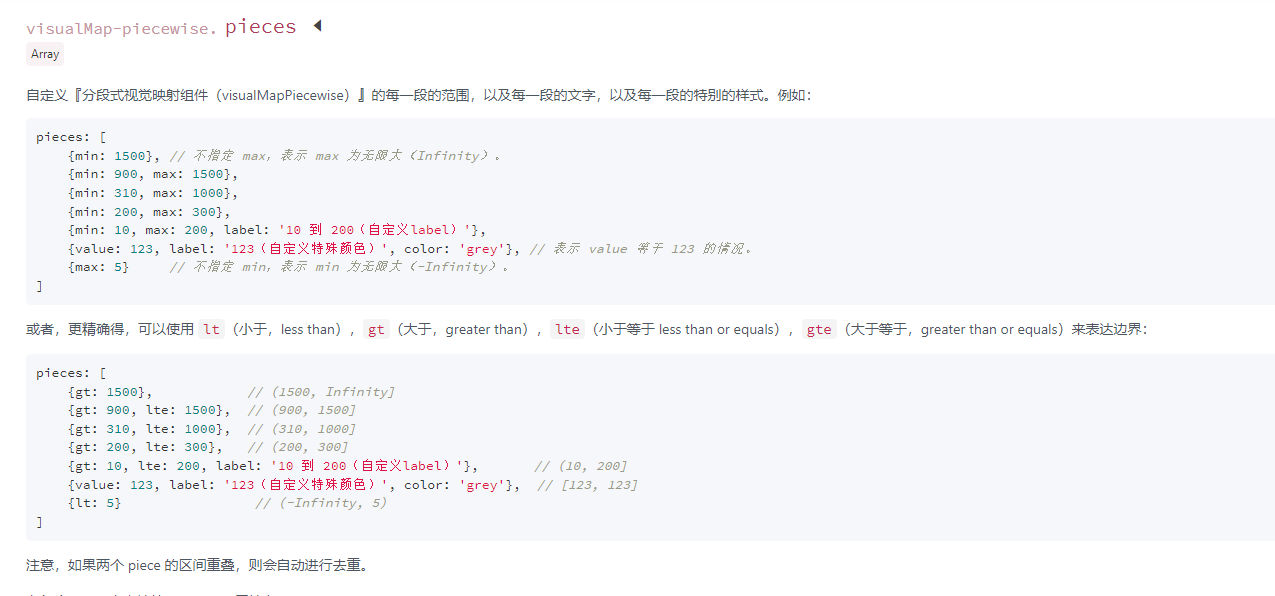 visualMap-piecewise. pieces
Array
自定义『分段式视觉映射组件（visualMapPiecewise）』的每一段的范围，以及每一段的文字，以及每一段的特别的样式。例如：
pieces: [
{min: 1500}, // 不指定 max，表示 max 为无限大（Infinity）。
{min: 900, max: 1500},
{min: 310, max: 1000},
{min: 200, max: 300},
{min: 10, max: 200, label: '10 到 200（自定义label）'},
{value: 123, label: '123（自定义特殊颜色）', color: 'grey'}, // 表示 value 等于 123 的情况。
{max: 5} // 不指定 min，表示 min 为无限大（-Infinity）。
]
或者，更精确得，可以使用 lt（小于，less than），gt（大于，greater than），lte（小于等于 less than or equals），gte（大于等于，greater than or equals）来表达边界：
pieces: [
{gt: 1500}, // (1500, Infinity]
{gt: 900, lte: 1500}, // (900, 1500]
{gt: 310, lte: 1000}, // (310, 1000]
{gt: 200, lte: 300}, // (200, 300]
{gt: 10, lte: 200, label: '10 到 200（自定义label）'}, // (10, 200]
{value: 123, label: '123（自定义特殊颜色）', color: 'grey'}, // [123, 123]
{lt: 5} // (-Infinity, 5)
]
注意，如果两个 piece 的区间重叠，则会自动进行去重。